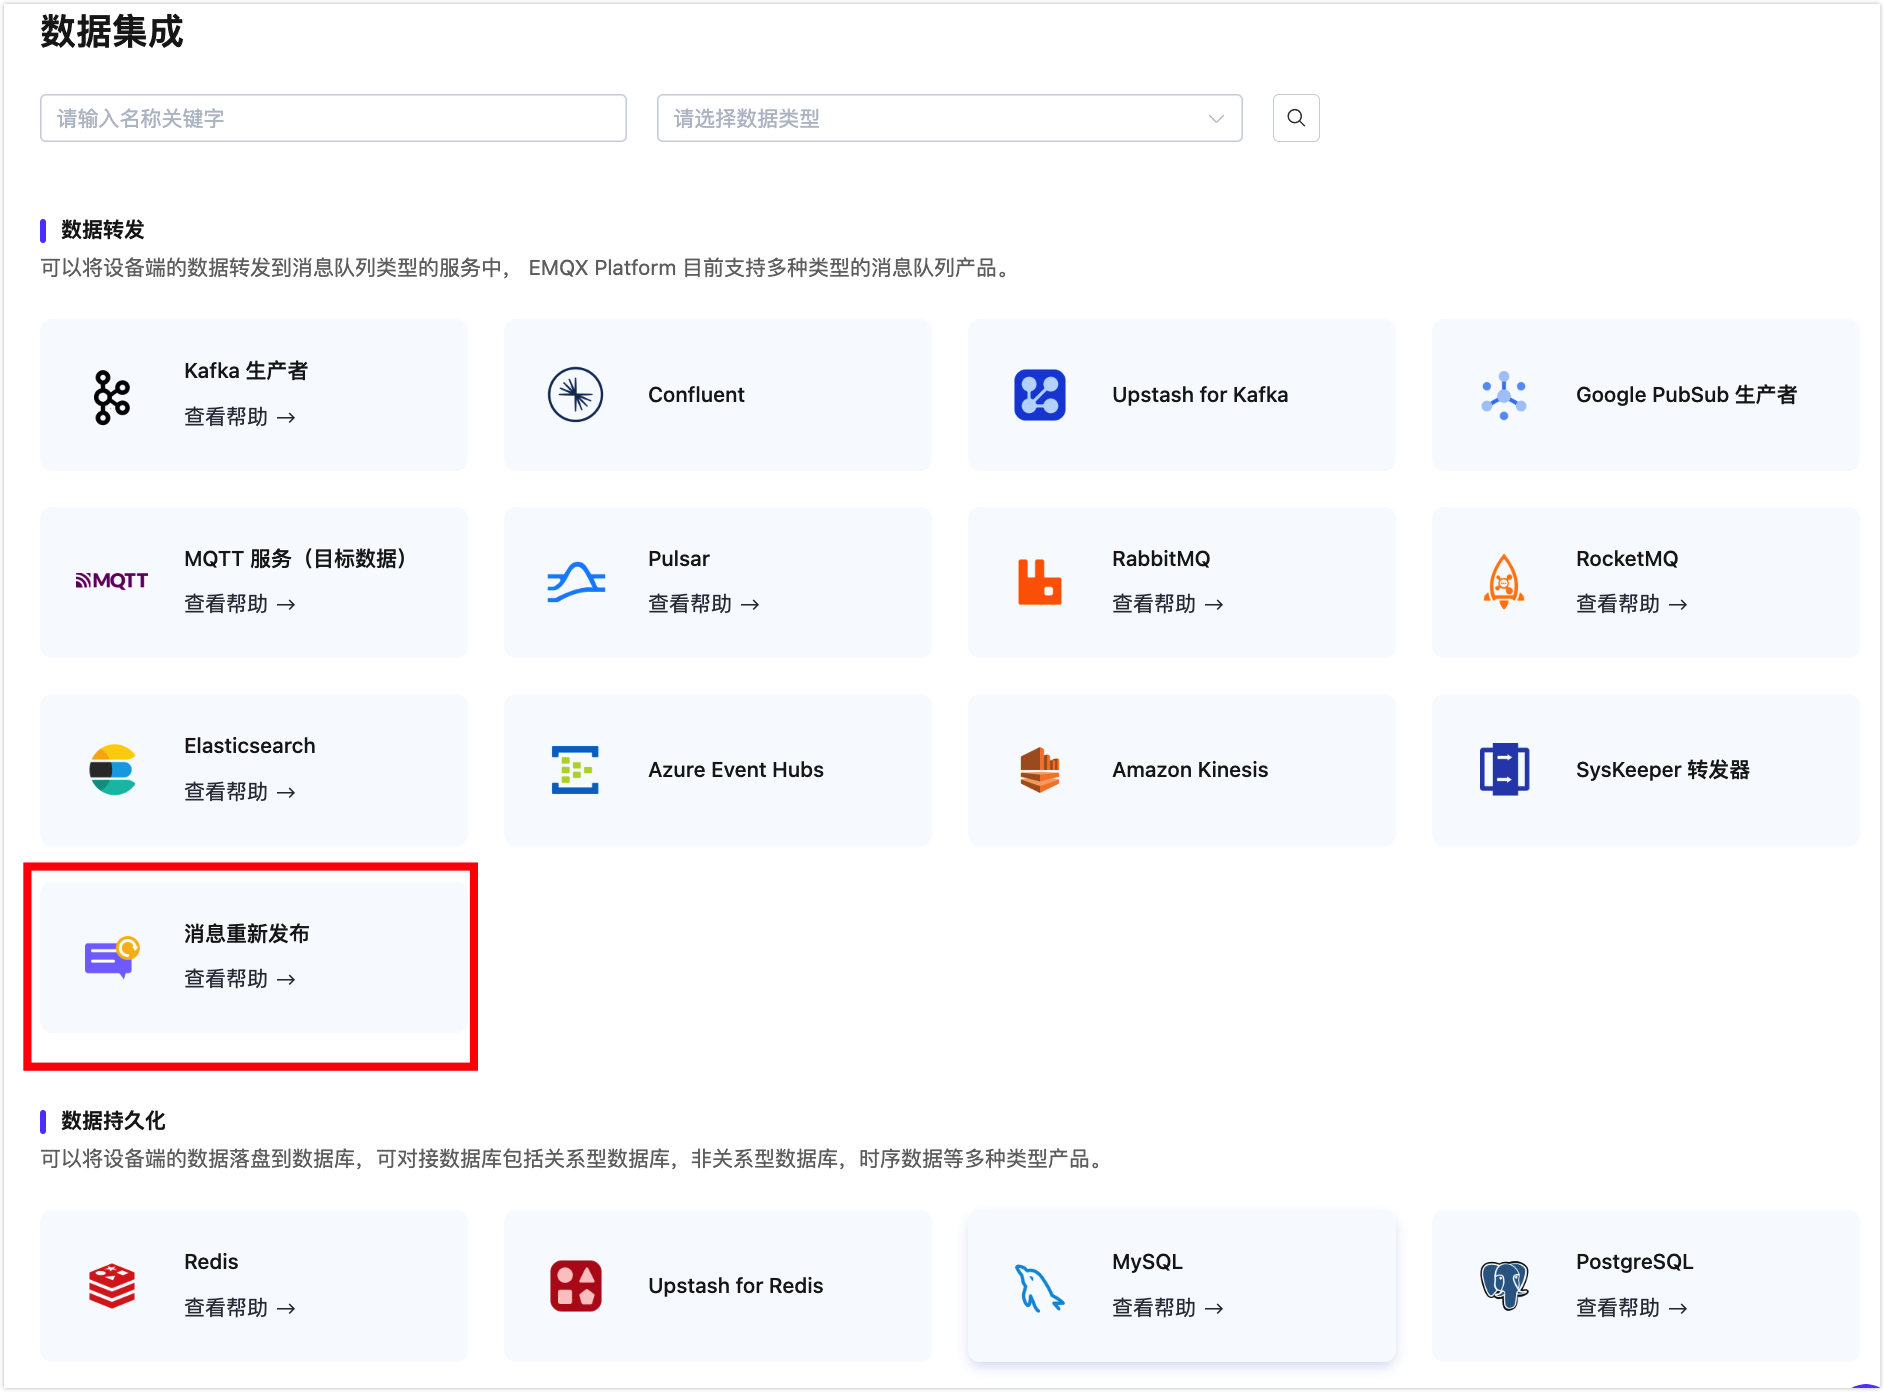 数据集成
请输入名称关键字
请选择数据类型
数据转发
可以将设备端的数据转发到消息队列类型的服务中， EMQX Platform 目前支持多种类型的消息队列产品。
Kafka 生产者
查看帮助 →
Confluent
Upstash for Kafka
Google PubSub 生产者
MQTT
MQTT 服务（目标数据）
查看帮助 →
Pulsar
查看帮助 →
RabbitMQ
查看帮助 →
RocketMQ
查看帮助 →
Elasticsearch
查看帮助 →
Azure Event Hubs
Amazon Kinesis
SysKeeper 转发器
消息重新发布
查看帮助 →
数据持久化
可以将设备端的数据落盘到数据库，可对接数据库包括关系型数据库，非关系型数据库，时序数据等多种类型产品。
Redis
查看帮助 →
Upstash for Redis
MySQL
查看帮助 →
PostgreSQL
查看帮助 →